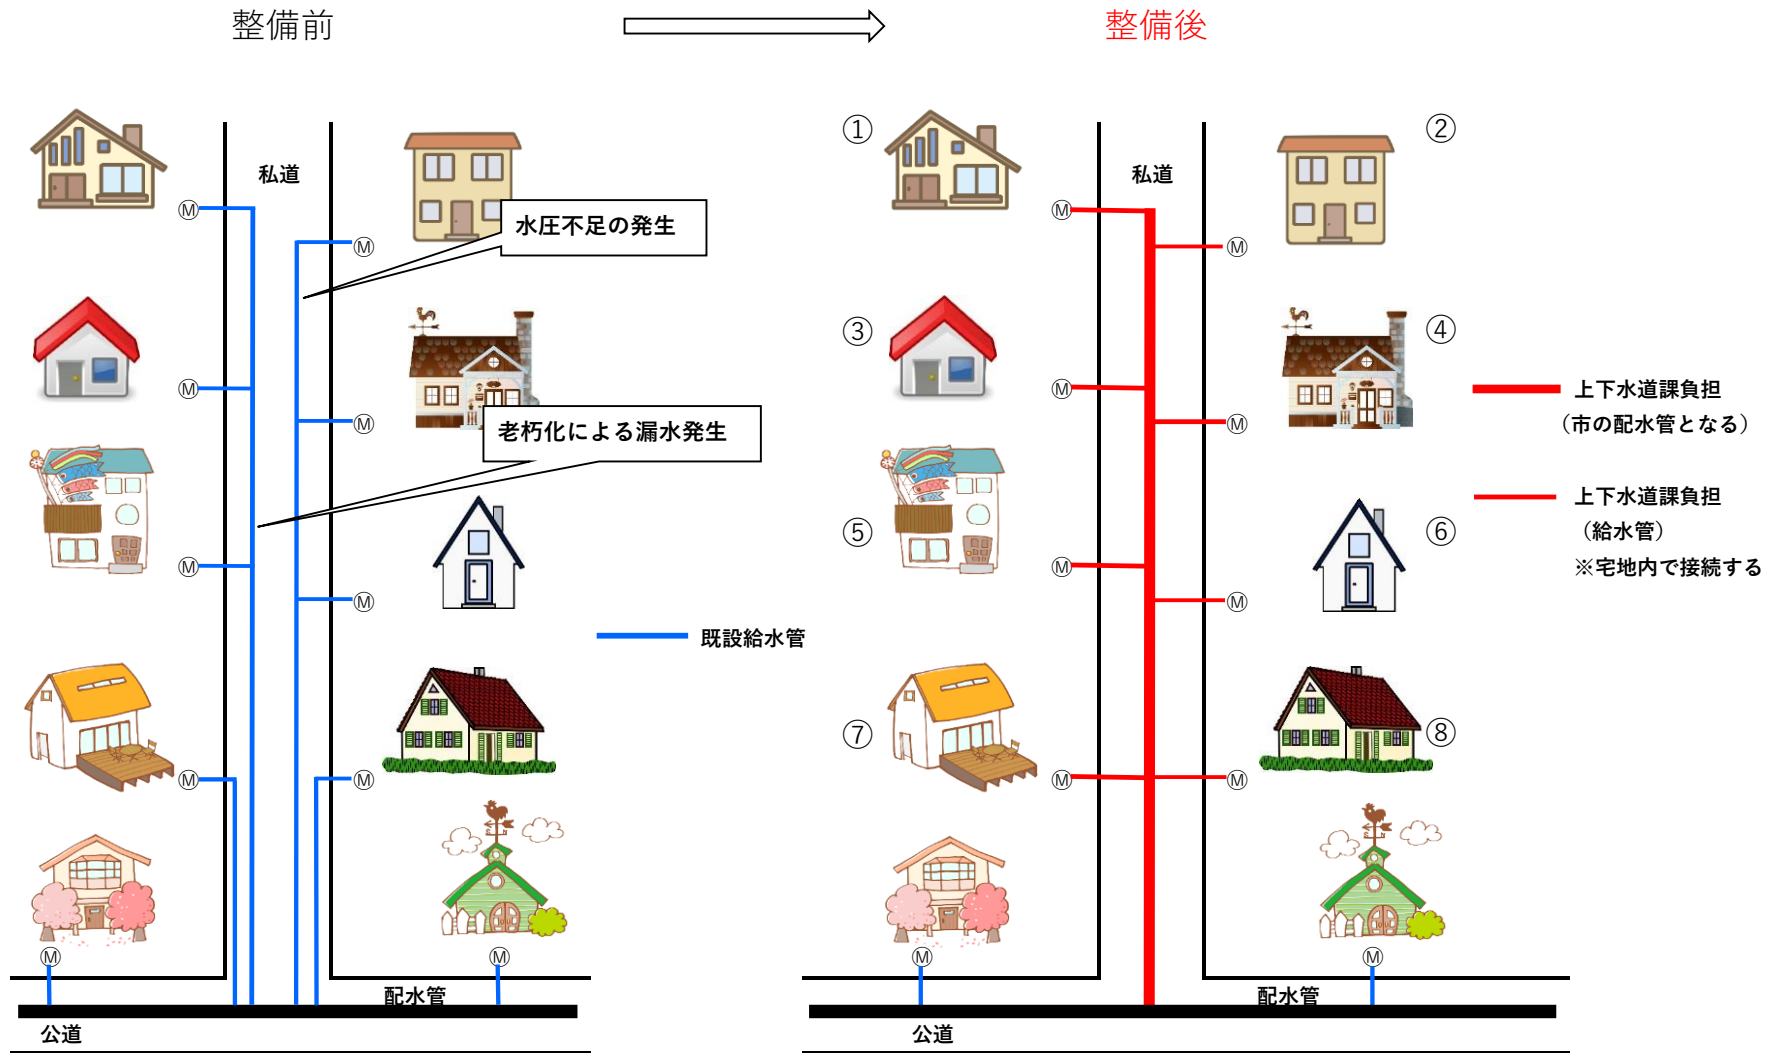 整備前
整備後
私道
Ⓜ
Ⓜ
水圧不足の発生
Ⓜ
Ⓜ
老朽化による漏水発生
Ⓜ
Ⓜ
既設給水管
Ⓜ
Ⓜ
Ⓜ
Ⓜ
配水管
公道
①
②
私道
Ⓜ
Ⓜ
③
④
Ⓜ
Ⓜ
⑤
⑥
Ⓜ
Ⓜ
⑦
⑧
Ⓜ
Ⓜ
Ⓜ
Ⓜ
配水管
公道
上下水道課負担
（市の配水管となる）
上下水道課負担
（給水管）
※宅地内で接続する